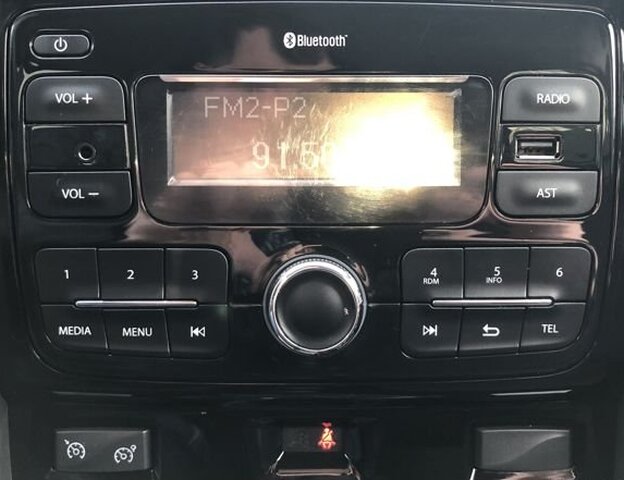 Bluetooth
VOL +
FM2-P2
RADIO
91.50
VOL −
AST
1 2 3
4 RDM 5 INFO 6
MEDIA MENU
TEL